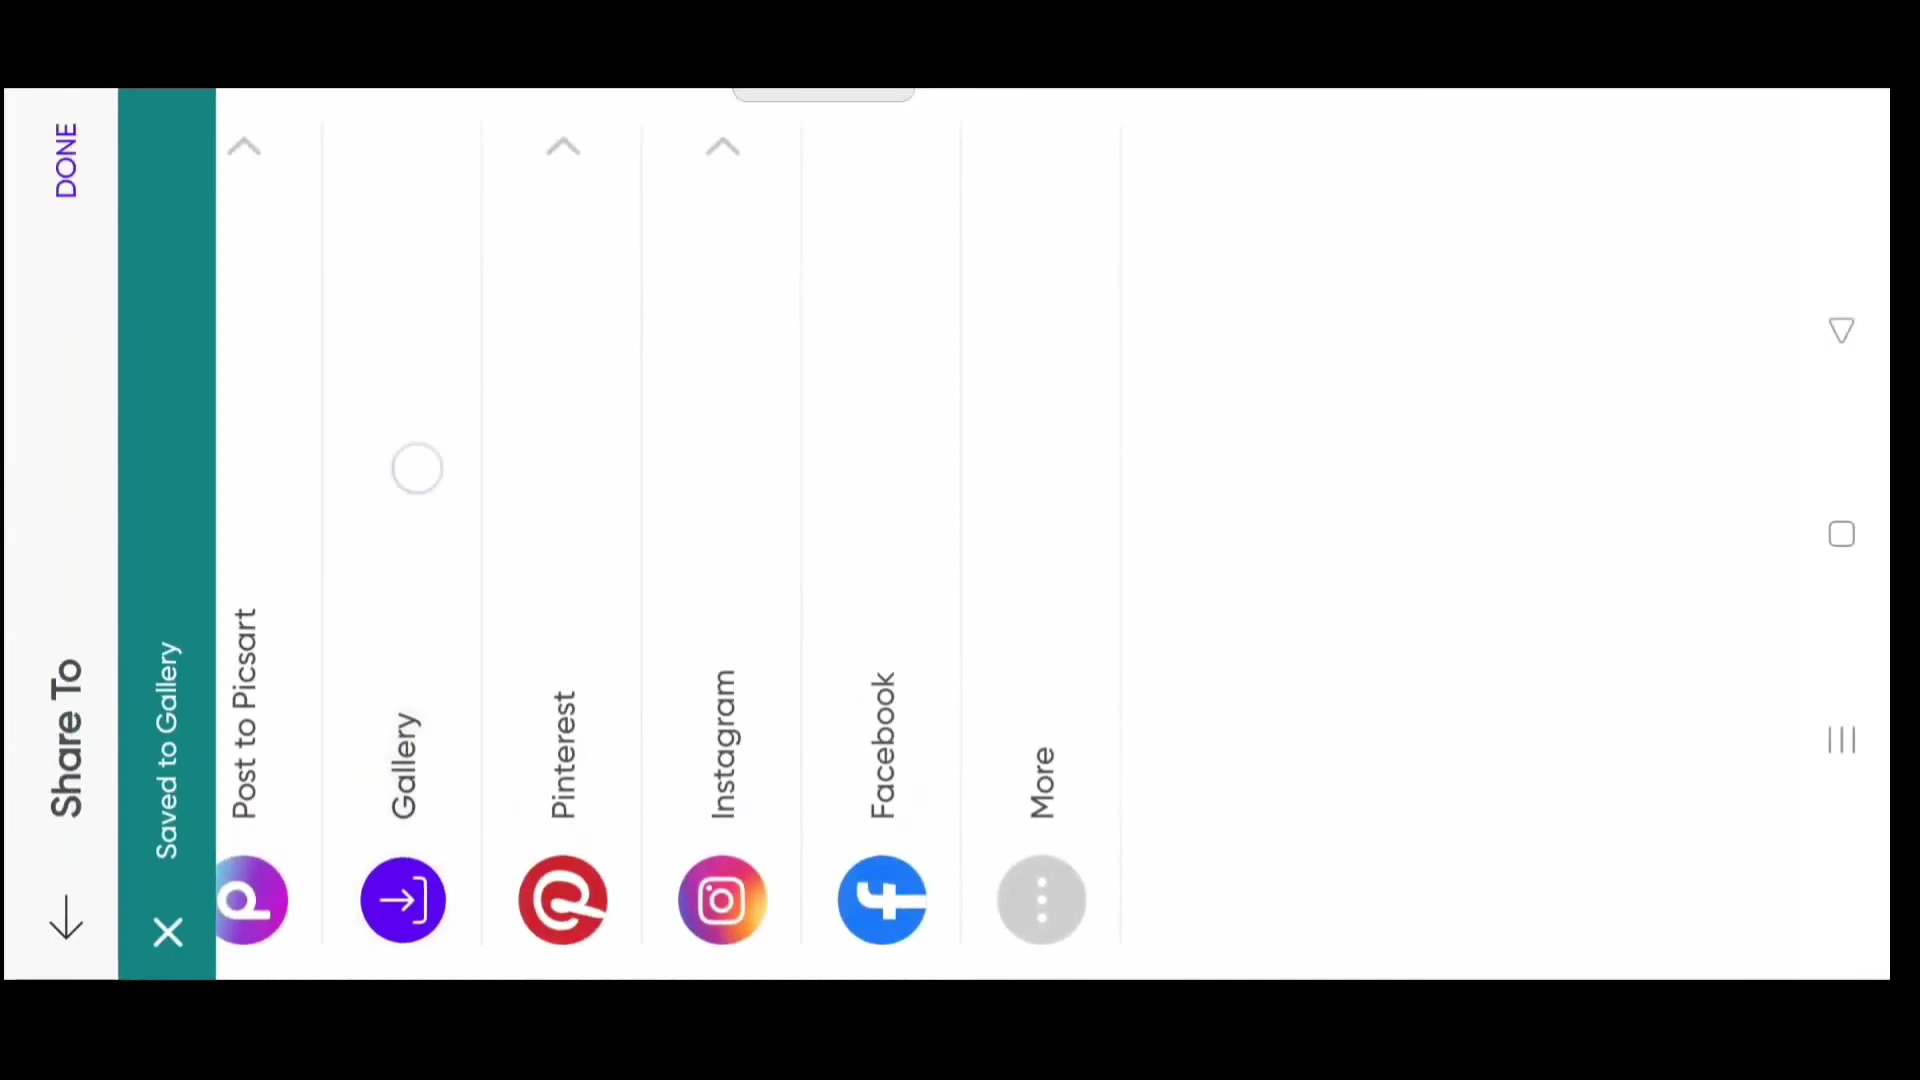 Share To
DONE
Saved to Gallery
Post to Picsart
Gallery
Pinterest
Instagram
Facebook
More